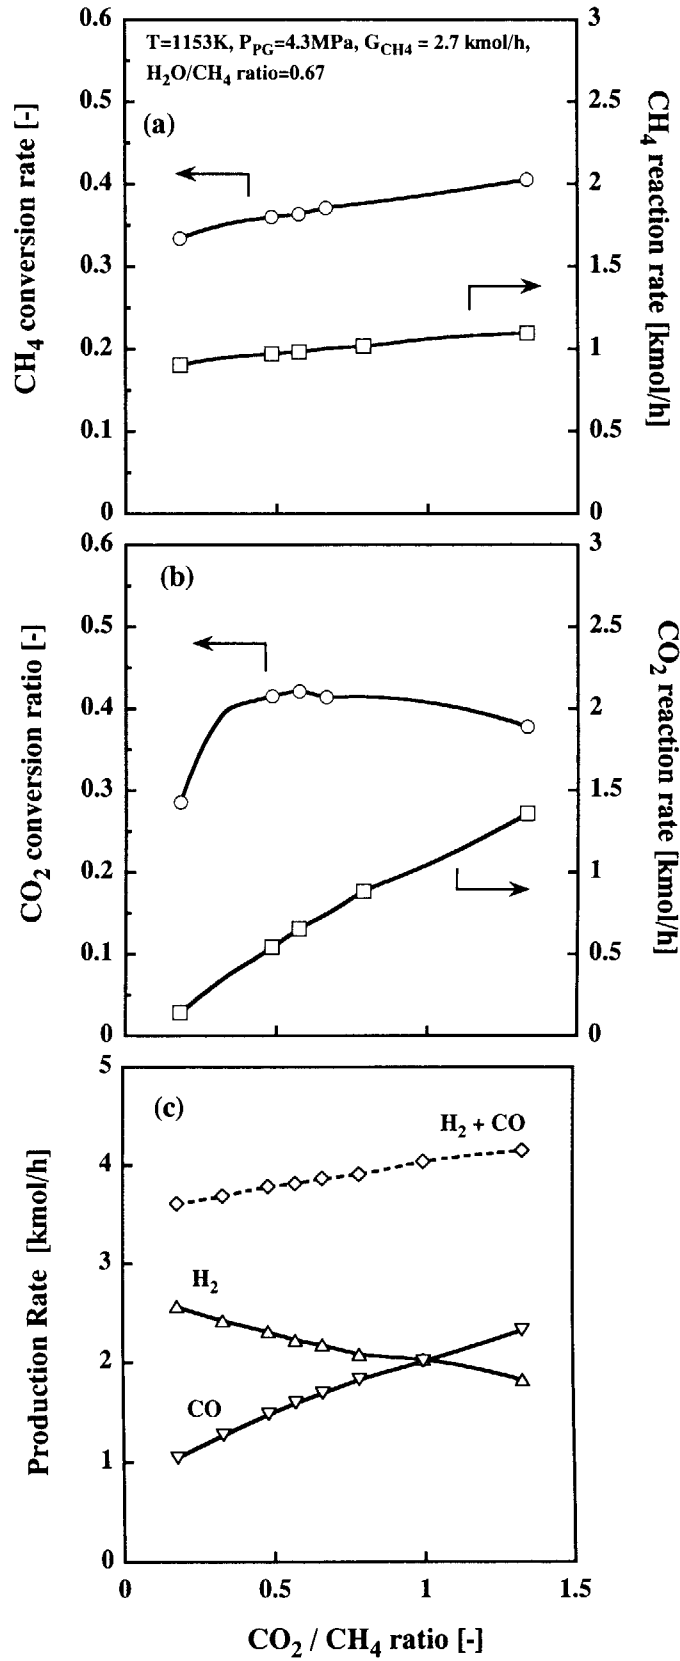 T=1153K, P_PG=4.3MPa, G_CH4 = 2.7 kmol/h,
H₂O/CH₄ ratio=0.67
(a)
CH₄ conversion rate [-]
0.6
0.5
0.4
0.3
0.2
0.1
0
3
2.5
2
1.5
1
0.5
0
CH₄ reaction rate [kmol/h]
(b)
CO₂ conversion ratio [-]
0.6
0.5
0.4
0.3
0.2
0.1
0
3
2.5
2
1.5
1
0.5
0
CO₂ reaction rate [kmol/h]
(c)
Production Rate [kmol/h]
5
4
3
2
1
0
H₂ + CO
H₂
CO
0 0.5 1 1.5
CO₂ / CH₄ ratio [-]